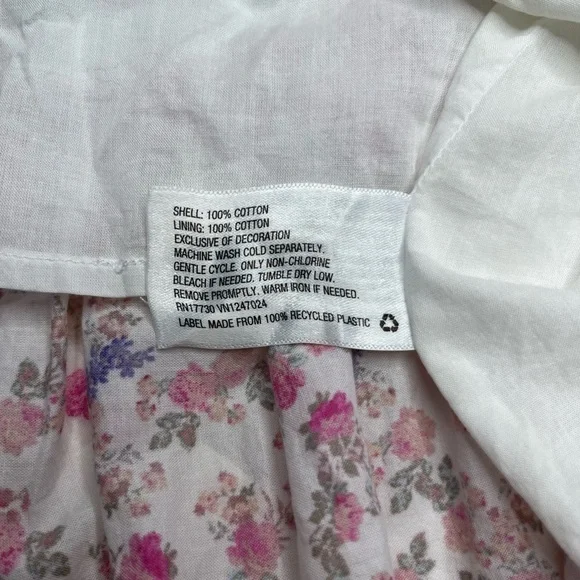 SHELL: 100% COTTON
LINING: 100% COTTON
EXCLUSIVE OF DECORATION
MACHINE WASH COLD SEPARATELY.
GENTLE CYCLE. ONLY NON-CHLORINE
BLEACH IF NEEDED. TUMBLE DRY LOW.
REMOVE PROMPTLY. WARM IRON IF NEEDED.
RN17730 VN1247024
LABEL MADE FROM 100% RECYCLED PLASTIC